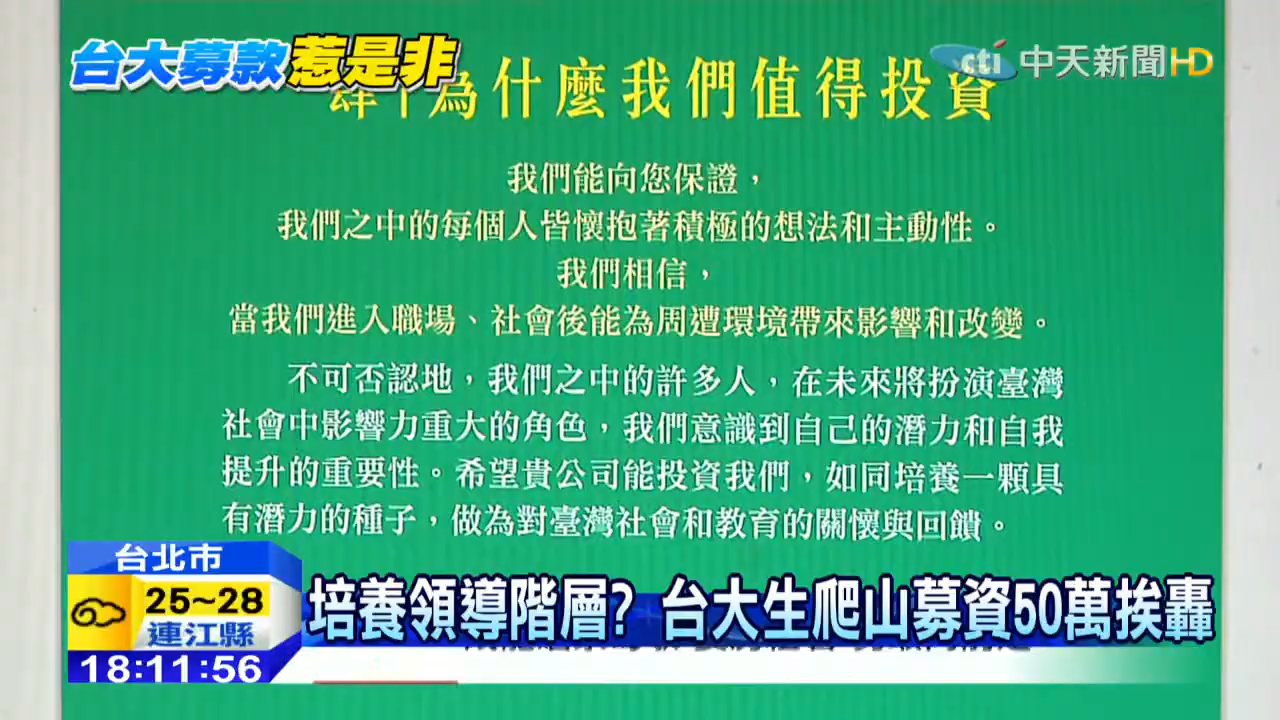 台大募款惹是非
cti 中天新聞HD
肆、為什麼我們值得投資
我們能向您保證，
我們之中的每個人皆懷抱著積極的想法和主動性。
我們相信，
當我們進入職場、社會後能為周遭環境帶來影響和改變。
不可否認地，我們之中的許多人，在未來將扮演臺灣
社會中影響力重大的角色，我們意識到自己的潛力和自我
提升的重要性。希望貴公司能投資我們，如同培養一顆具
有潛力的種子，做為對臺灣社會和教育的關懷與回饋。
台北市
25~28
連江縣
18:11:56
培養領導階層? 台大生爬山募資50萬挨轟